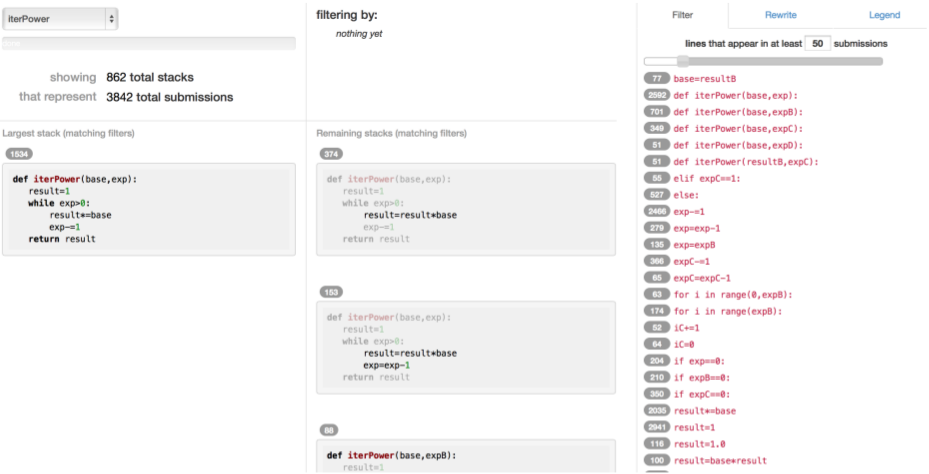 iterPower
showing 862 total stacks
that represent 3842 total submissions
Largest stack (matching filters)
1534
def iterPower(base,exp):
result=1
while exp>0:
result*=base
exp-=1
return result
filtering by:
nothing yet
Remaining stacks (matching filters)
374
def iterPower(base,exp):
result=1
while exp>0:
result=result*base
exp-=1
return result
153
def iterPower(base,exp):
result=1
while exp>0:
result=result*base
exp=exp-1
return result
def iterPower(base,expB):
result=1
Filter Rewrite Legend
lines that appear in at least 50 submissions
77 base=resultB
2592 def iterPower(base,exp):
701 def iterPower(base,expB):
349 def iterPower(base,expC):
51 def iterPower(base,expD):
51 def iterPower(resultB,expC):
55 elif expC==1:
527 else:
2466 exp-=1
279 exp=exp-1
135 exp=expB
366 expC-=1
65 expC=expC-1
63 for i in range(0,expB):
174 for i in range(expB):
52 iC+=1
64 iC=0
204 if exp==0:
210 if expB==0:
350 if expC==0:
2035 result*=base
2941 result=1
116 result=1.0
100 result=base*result